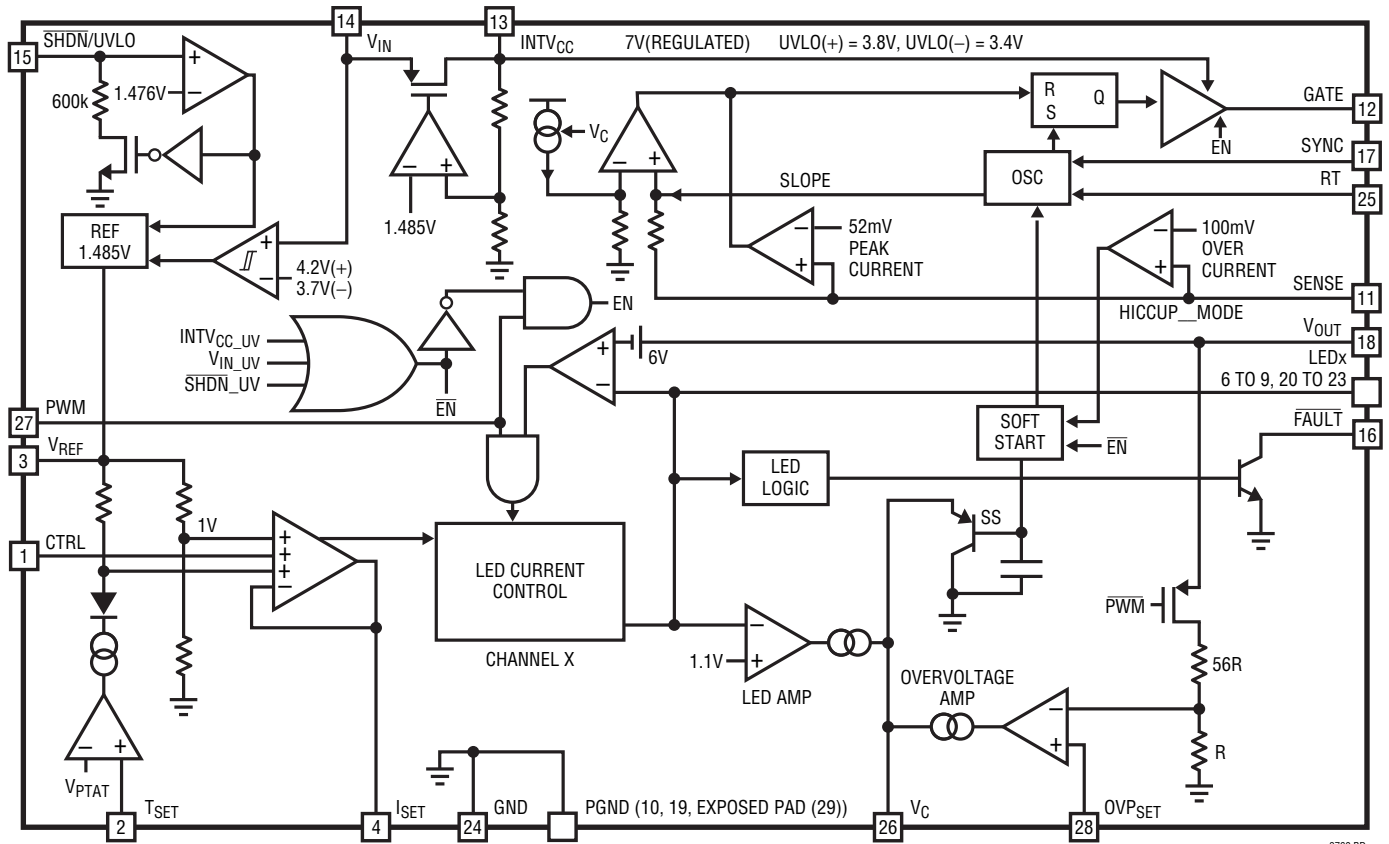 14
13
15
SHDN/UVLO
VIN
INTVCC
7V(REGULATED) UVLO(+) = 3.8V, UVLO(−) = 3.4V
+
1.476V
−
600k
R
S
Q
GATE
12
VC
EN
SYNC
17
− +
− +
OSC
SLOPE
RT
25
REF
1.485V
1.485V
+
−
4.2V(+)
3.7V(−)
−
+
52mV
PEAK
CURRENT
−
+
100mV
OVER
CURRENT
SENSE
11
EN
HICCUP__MODE
INTVCC_UV
VIN_UV
SHDN_UV
EN
+
−
6V
VOUT
18
LEDx
6 TO 9, 20 TO 23
27
PWM
3
VREF
SOFT
START
EN
FAULT
16
LED
LOGIC
SS
1V
1
CTRL
+
+
+
−
LED CURRENT
CONTROL
CHANNEL X
PWM
−
+
1.1V
LED AMP
56R
OVERVOLTAGE
AMP
−
+
R
− +
VPTAT
2
TSET
4
ISET
24
GND
PGND (10, 19, EXPOSED PAD (29))
26
VC
28
OVPSET